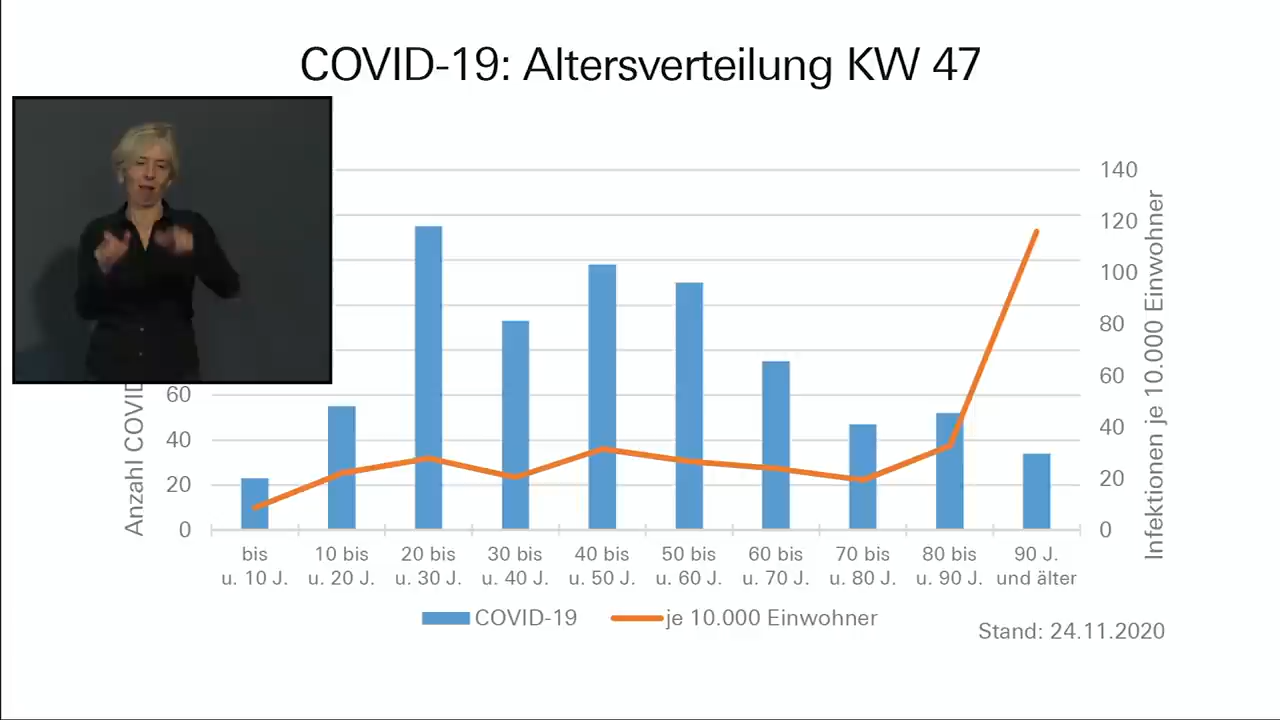 COVID-19: Altersverteilung KW 47
140
120
100
80
60
40
20
0
Infektionen je 10.000 Einwohner
60
40
20
0
Anzahl
bis
u. 10 J.
10 bis
u. 20 J.
20 bis
u. 30 J.
30 bis
u. 40 J.
40 bis
u. 50 J.
50 bis
u. 60 J.
60 bis
u. 70 J.
70 bis
u. 80 J.
80 bis
u. 90 J.
90 J.
und älter
COVID-19
je 10.000 Einwohner
Stand: 24.11.2020